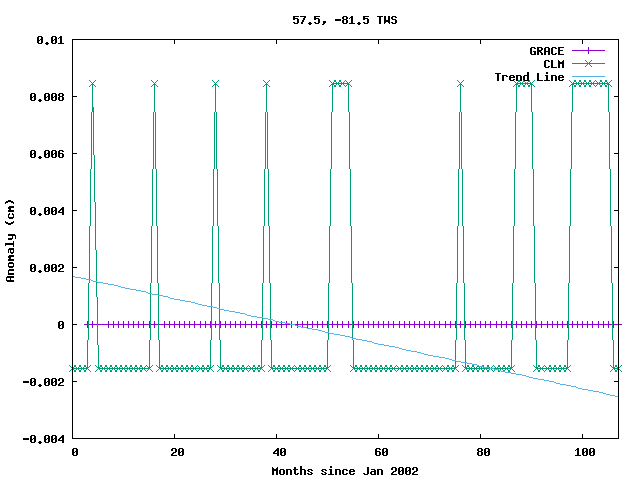 57.5, -81.5 TWS
GRACE
CLM
Trend Line
0.01
0.008
0.006
0.004
0.002
0
-0.002
-0.004
Anomaly (cm)
0 20 40 60 80 100
Months since Jan 2002